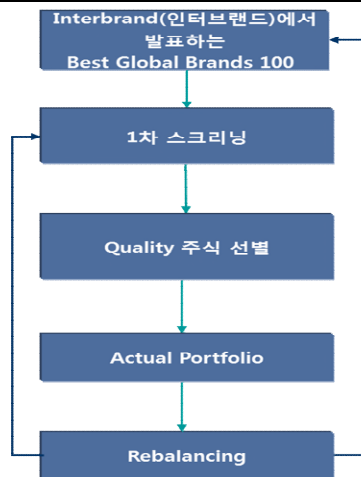 Interbrand(인터브랜드)에서
발표하는
Best Global Brands 100
1차 스크리닝
Quality 주식 선별
Actual Portfolio
Rebalancing